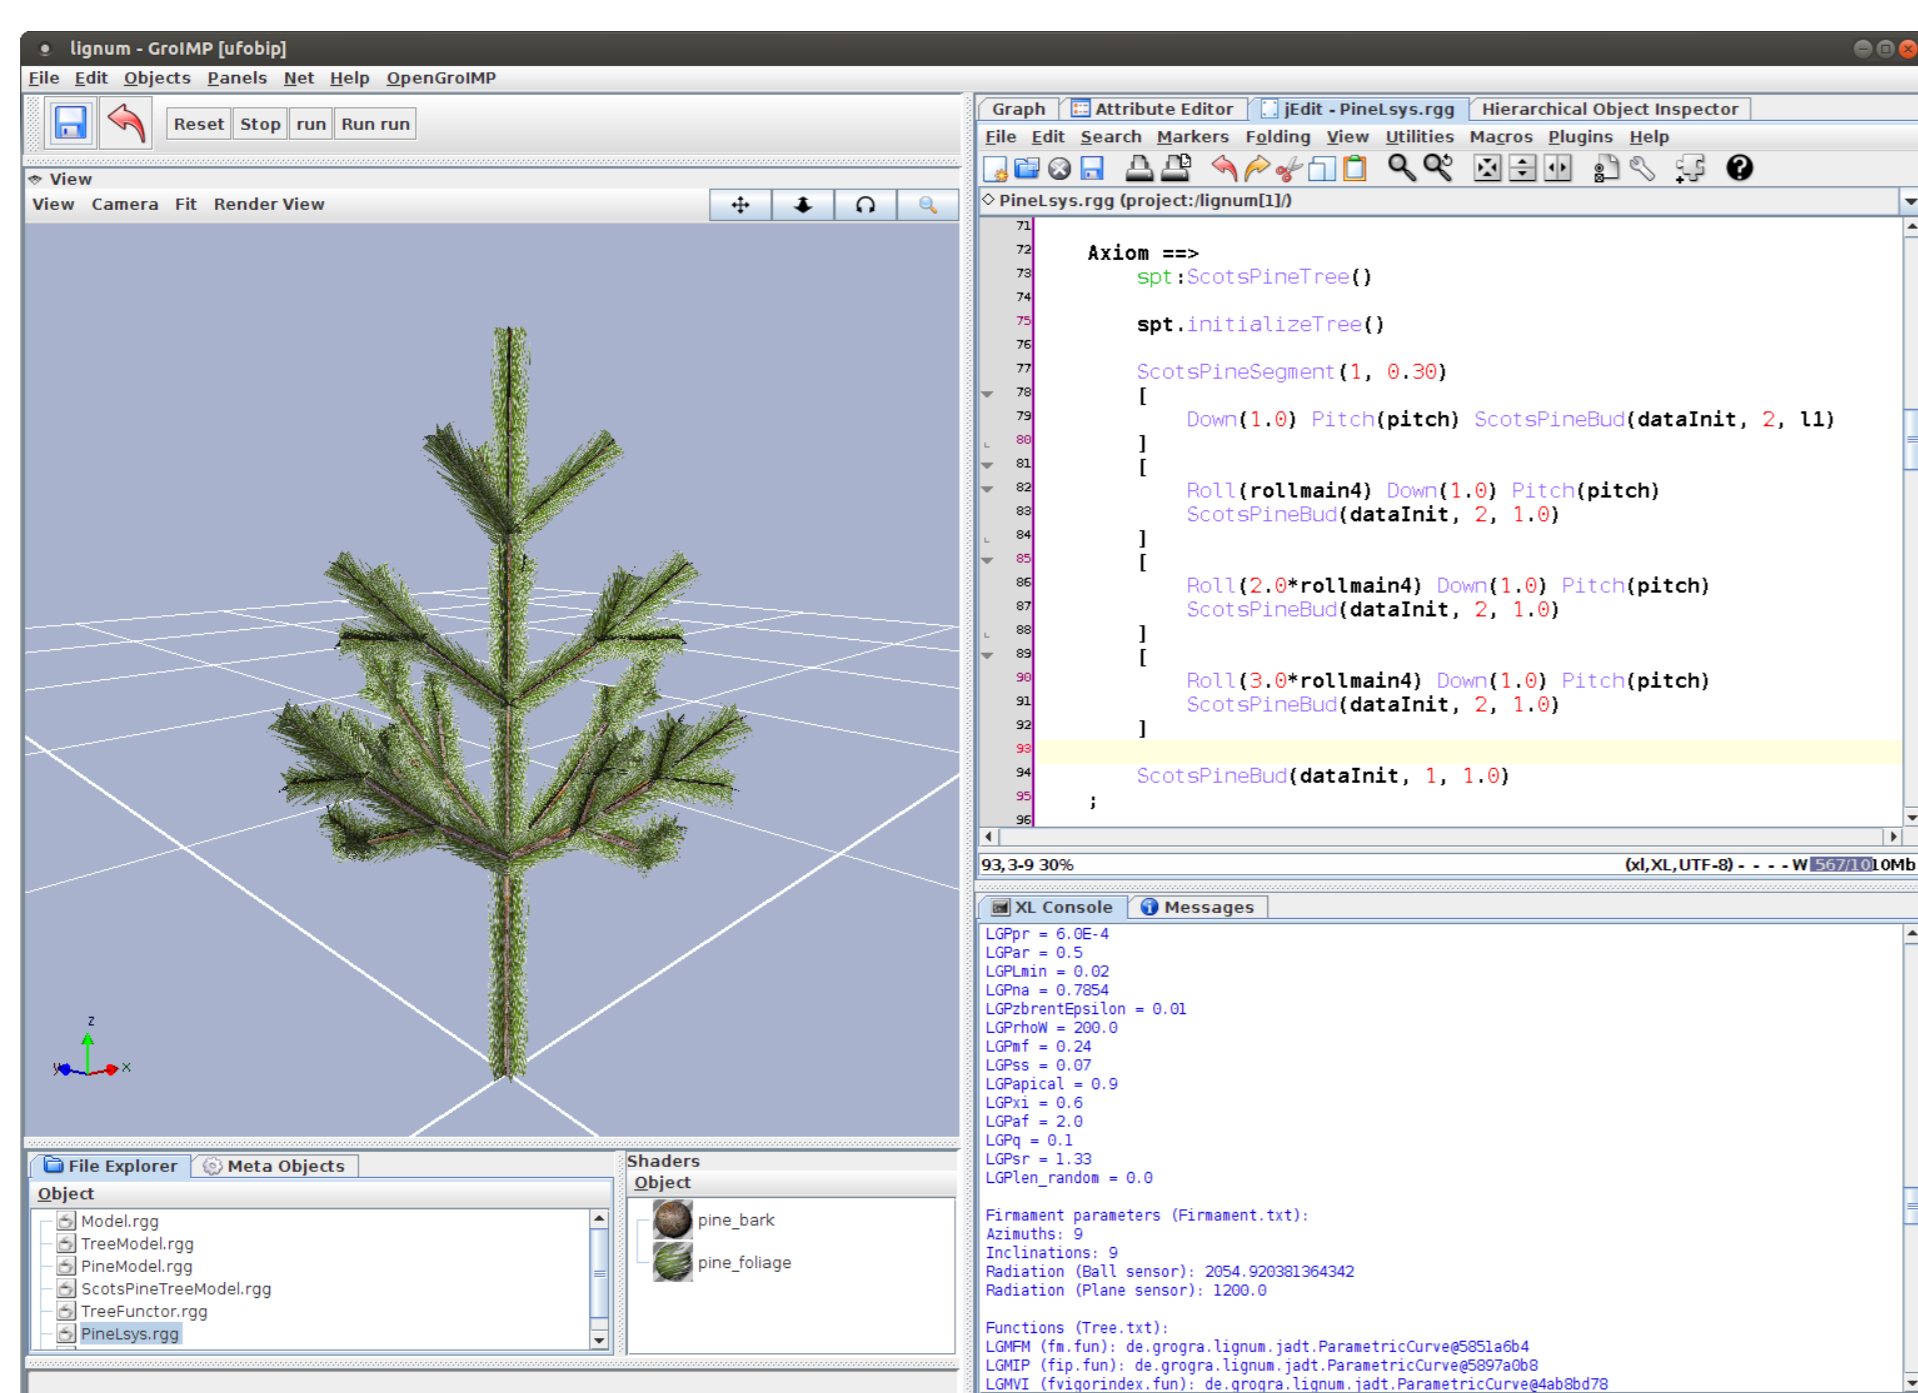 lignum - GroIMP [ufobip]
File Edit Objects Panels Net Help OpenGroIMP
Reset Stop run Run run
View
View Camera Fit Render View
z
y x
File Explorer Meta Objects
Object
Model.rgg
TreeModel.rgg
PineModel.rgg
ScotsPineTreeModel.rgg
TreeFunctor.rgg
PineLsys.rgg
Shaders
Object
pine_bark
pine_foliage
Graph Attribute Editor jEdit - PineLsys.rgg Hierarchical Object Inspector
File Edit Search Markers Folding View Utilities Macros Plugins Help
PineLsys.rgg (project:/lignum[1]/)
71
72 Axiom ==>
73 spt:ScotsPineTree()
74
75 spt.initializeTree()
76
77 ScotsPineSegment(1, 0.30)
78 [
79 Down(1.0) Pitch(pitch) ScotsPineBud(dataInit, 2, l1)
80 ]
81 [
82 Roll(rollmain4) Down(1.0) Pitch(pitch)
83 ScotsPineBud(dataInit, 2, 1.0)
84 ]
85 [
86 Roll(2.0*rollmain4) Down(1.0) Pitch(pitch)
87 ScotsPineBud(dataInit, 2, 1.0)
88 ]
89 [
90 Roll(3.0*rollmain4) Down(1.0) Pitch(pitch)
91 ScotsPineBud(dataInit, 2, 1.0)
92 ]
93
94 ScotsPineBud(dataInit, 1, 1.0)
95 ;
96
93,3-9 30% (xl,XL,UTF-8) - - - - W 567/1010Mb
XL Console Messages
LGPpr = 6.0E-4
LGPar = 0.5
LGPLmin = 0.02
LGPna = 0.7854
LGPzbrentEpsilon = 0.01
LGPrhoW = 200.0
LGPmf = 0.24
LGPss = 0.07
LGPapical = 0.9
LGPxi = 0.6
LGPaf = 2.0
LGPq = 0.1
LGPsr = 1.33
LGPlen_random = 0.0
Firmament parameters (Firmament.txt):
Azimuths: 9
Inclinations: 9
Radiation (Ball sensor): 2054.920381364342
Radiation (Plane sensor): 1200.0
Functions (Tree.txt):
LGMFM (fm.fun): de.grogra.lignum.jadt.ParametricCurve@5851a6b4
LGMIP (fip.fun): de.grogra.lignum.jadt.ParametricCurve@5897a0b8
LGMVI (fvigorindex.fun): de.grogra.lignum.jadt.ParametricCurve@4ab8bd78